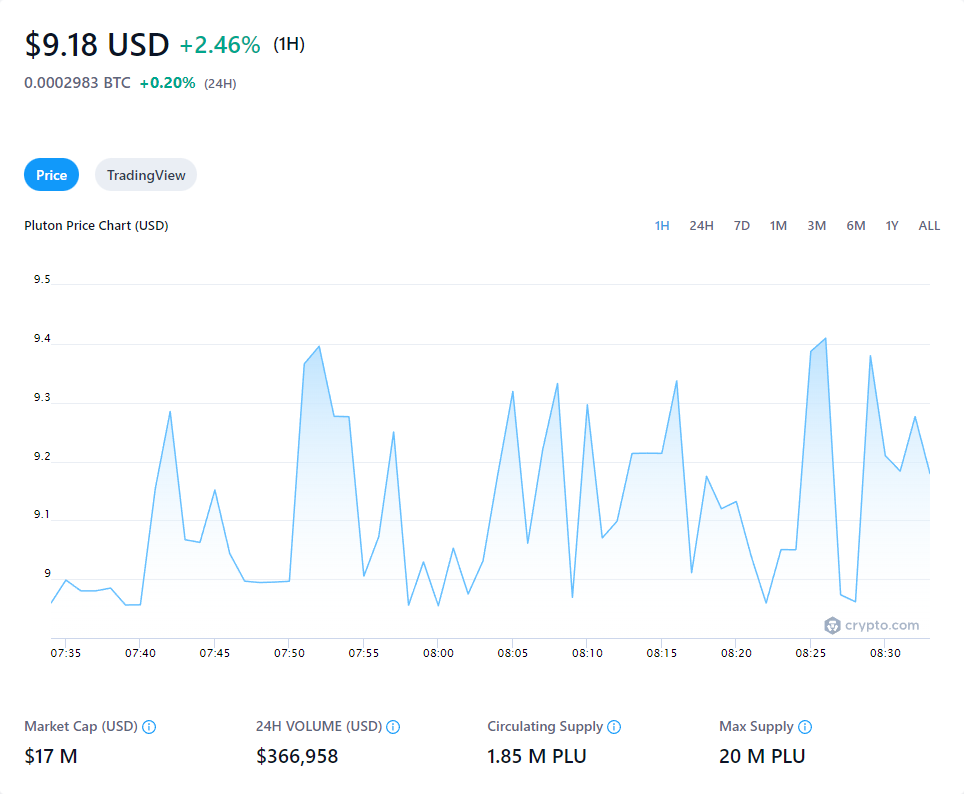 $9.18 USD +2.46% (1H)
0.0002983 BTC +0.20% (24H)
Price TradingView
Pluton Price Chart (USD) 1H 24H 7D 1M 3M 6M 1Y ALL
9.5
9.4
9.3
9.2
9.1
9
crypto.com
07:35 07:40 07:45 07:50 07:55 08:00 08:05 08:10 08:15 08:20 08:25 08:30
Market Cap (USD) 24H VOLUME (USD) Circulating Supply Max Supply
$17 M $366,958 1.85 M PLU 20 M PLU